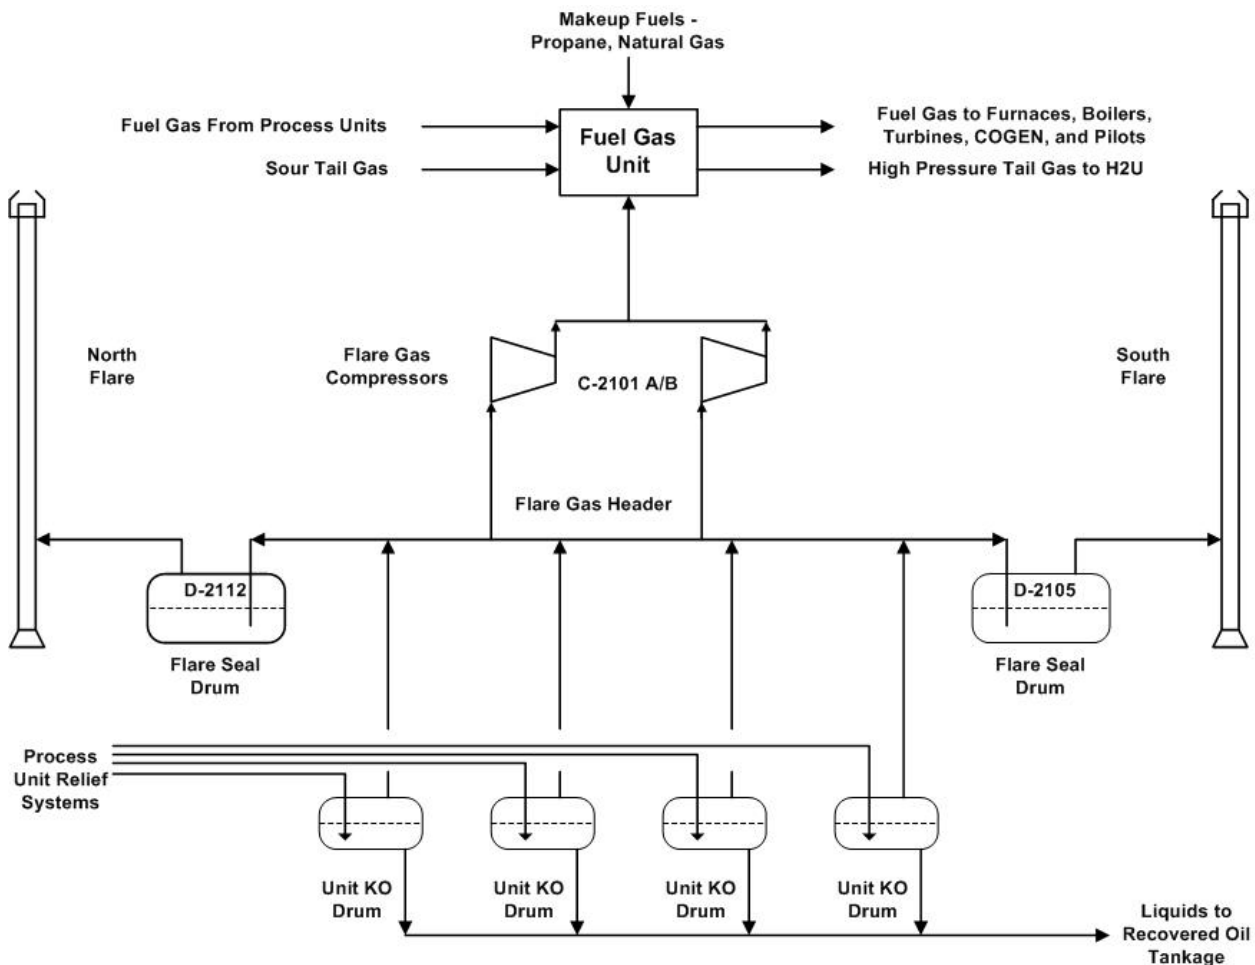 Makeup Fuels -
Propane, Natural Gas
Fuel Gas From Process Units
Sour Tail Gas
Fuel Gas
Unit
Fuel Gas to Furnaces, Boilers,
Turbines, COGEN, and Pilots
High Pressure Tail Gas to H2U
North
Flare
Flare Gas
Compressors
C-2101 A/B
South
Flare
Flare Gas Header
D-2112
Flare Seal
Drum
D-2105
Flare Seal
Drum
Process
Unit Relief
Systems
Unit KO
Drum
Unit KO
Drum
Unit KO
Drum
Unit KO
Drum
Liquids to
Recovered Oil
Tankage